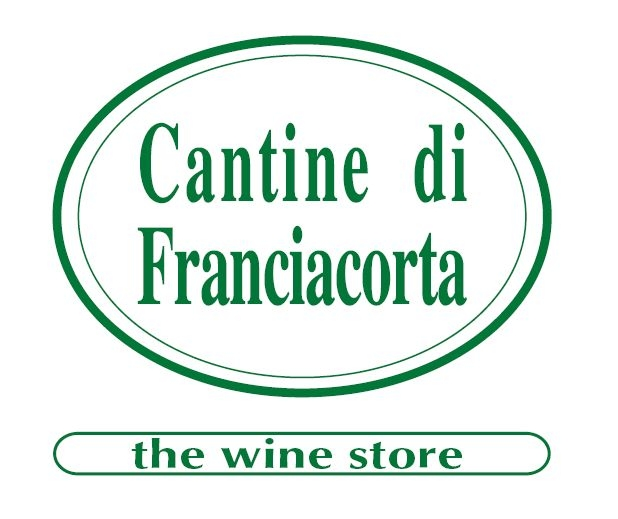 Cantine di
Franciacorta
the wine store